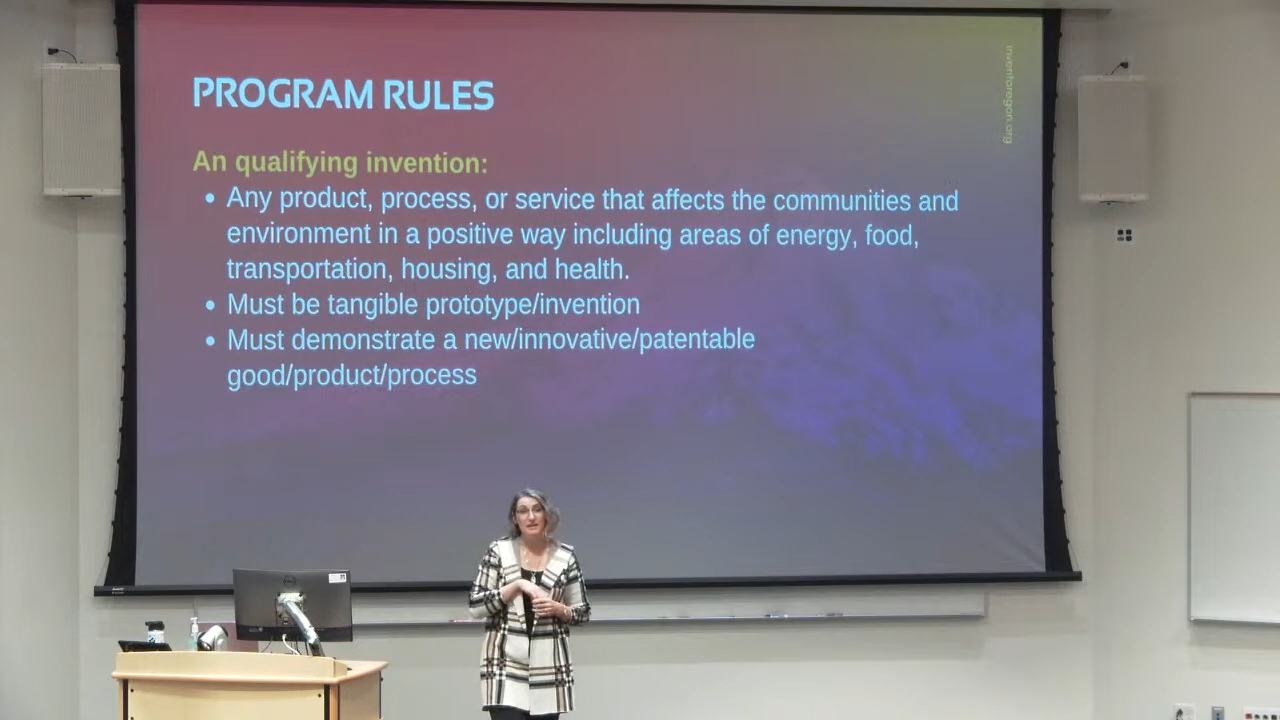 PROGRAM RULES
inventoregon.org
An qualifying invention:
• Any product, process, or service that affects the communities and
environment in a positive way including areas of energy, food,
transportation, housing, and health.
• Must be tangible prototype/invention
• Must demonstrate a new/innovative/patentable
good/product/process